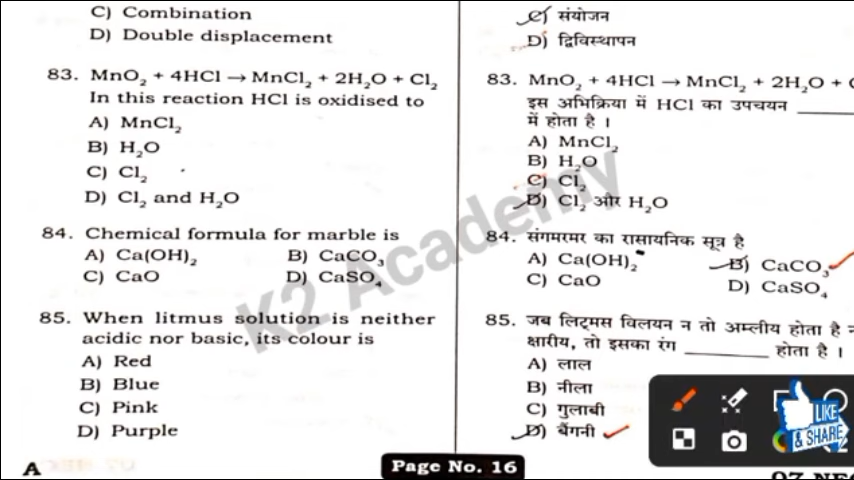 C) Combination
D) Double displacement
83. MnO₂ + 4HCl → MnCl₂ + 2H₂O + Cl₂
In this reaction HCl is oxidised to
A) MnCl₂
B) H₂O
C) Cl₂
D) Cl₂ and H₂O
84. Chemical formula for marble is
A) Ca(OH)₂ B) CaCO₃
C) CaO D) CaSO₄
85. When litmus solution is neither
acidic nor basic, its colour is
A) Red
B) Blue
C) Pink
D) Purple
C) संयोजन
D) द्विविस्थापन
83. MnO₂ + 4HCl → MnCl₂ + 2H₂O +
इस अभिक्रिया में HCl का उपचयन ______
में होता है ।
A) MnCl₂
B) H₂O
C) Cl₂
D) Cl₂ और H₂O
84. संगमरमर का रासायनिक सूत्र है
A) Ca(OH)₂ B) CaCO₃
C) CaO D) CaSO₄
85. जब लिट्मस विलयन न तो अम्लीय होता है
क्षारीय, तो इसका रंग ________ होता है ।
A) लाल
B) नीला
C) गुलाबी
D) बैंगनी
K2 Academy
LIKE
& SHARE
A
Page No. 16